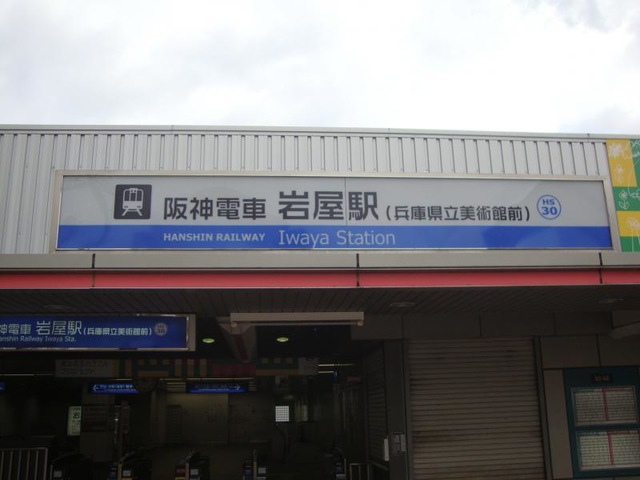 阪神電車 岩屋駅 (兵庫県立美術館前) HS 30
HANSHIN RAILWAY Iwaya Station
神電車 岩屋駅 (兵庫県立美術館前)
anshin Railway Iwaya Sta.